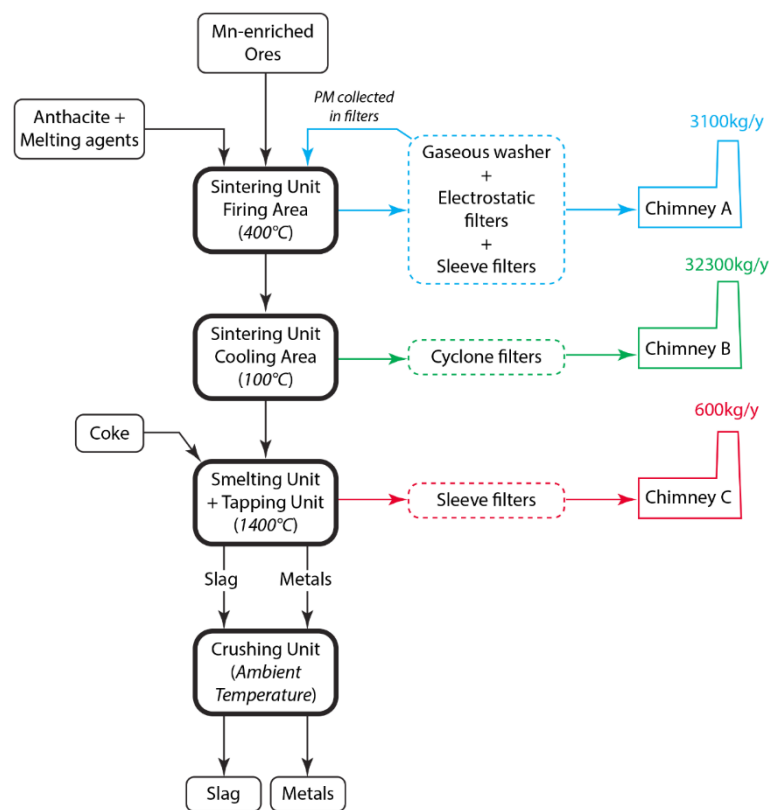 Mn-enriched
Ores
Anthacite +
Melting agents
PM collected
in filters
3100kg/y
Sintering Unit
Firing Area
(400°C)
Gaseous washer
+
Electrostatic
filters
+
Sleeve filters
Chimney A
32300kg/y
Sintering Unit
Cooling Area
(100°C)
Cyclone filters
Chimney B
Coke
600kg/y
Smelting Unit
+ Tapping Unit
(1400°C)
Sleeve filters
Chimney C
Slag
Metals
Crushing Unit
(Ambient
Temperature)
Slag
Metals